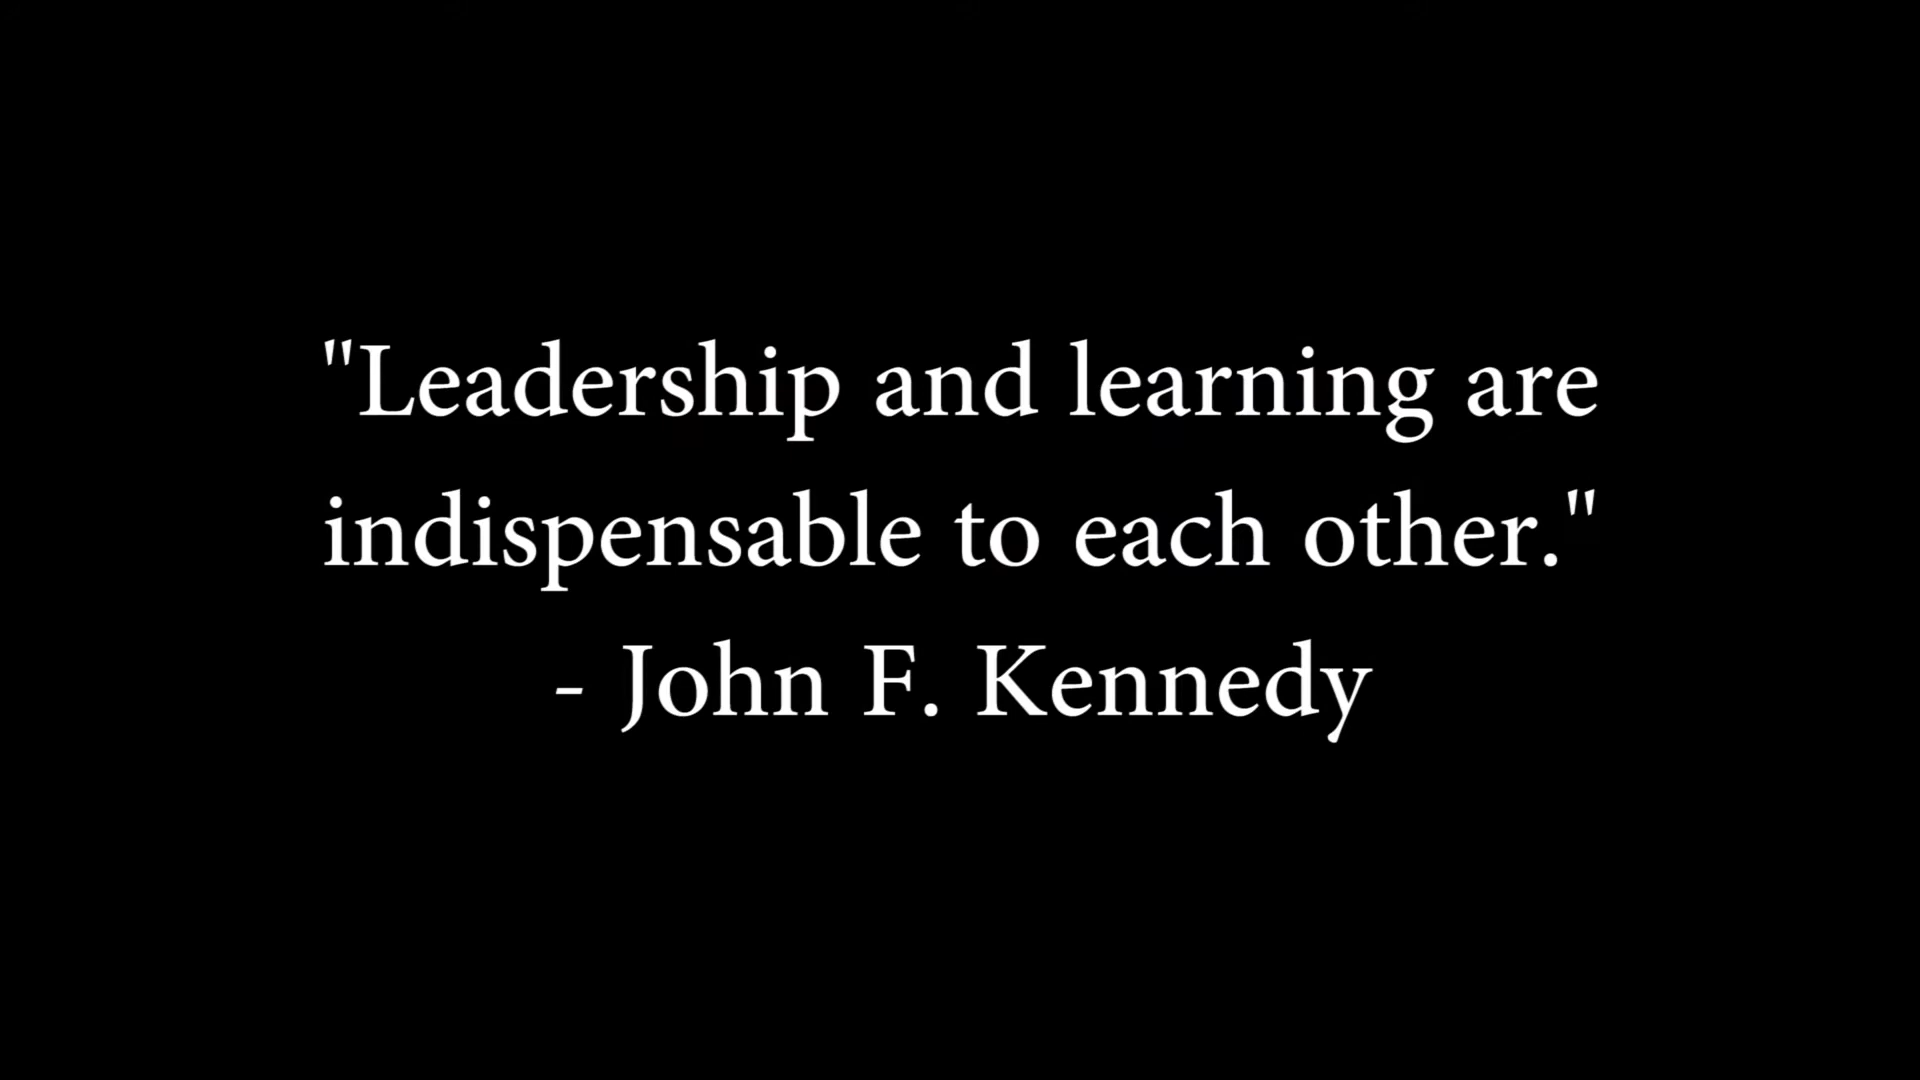 "Leadership and learning are
indispensable to each other."
- John F. Kennedy